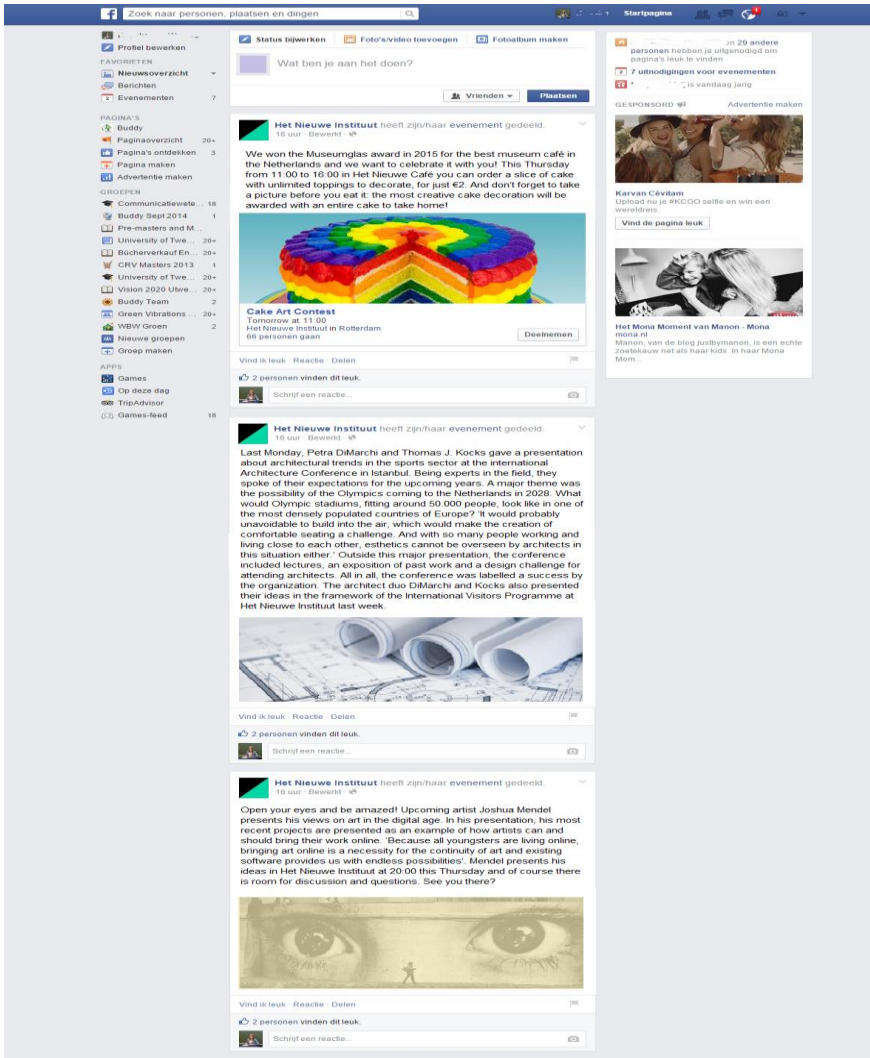 Zoek naar personen, plaatsen en dingen
Startpagina
1
Profiel bewerken
FAVORIETEN
Nieuwsoverzicht
Berichten
Evenementen 7
PAGINA'S
Buddy
Paginaoverzicht 20+
Pagina's ontdekken 3
Pagina maken
Advertentie maken
GROEPEN
Communicatiewete... 18
Buddy Sept 2014 1
Pre-masters and M...
University of Twe... 20+
Bücherverkauf En... 20+
CRV Masters 2013 1
University of Twe... 20+
Vision 2020 Utwe... 20+
Buddy Team 2
Green Vibrations ... 20+
WBW Groen 2
Nieuwe groepen
Groep maken
APPS
Games
Op deze dag
TripAdvisor
Games-feed 18
Status bijwerken Foto's/video toevoegen Fotoalbum maken
Wat ben je aan het doen?
Vrienden Plaatsen
Het Nieuwe Instituut heeft zijn/haar evenement gedeeld.
16 uur · Bewerkt ·
We won the Museumglas award in 2015 for the best museum café in
the Netherlands and we want to celebrate it with you! This Thursday
from 11:00 to 16:00 in Het Nieuwe Café you can order a slice of cake
with unlimited toppings to decorate, for just €2. And don't forget to take
a picture before you eat it: the most creative cake decoration will be
awarded with an entire cake to take home!
Cake Art Contest
Tomorrow at 11:00
Het Nieuwe Instituut in Rotterdam
66 personen gaan
Deelnemen
Vind ik leuk · Reactie · Delen
2 personen vinden dit leuk.
Schrijf een reactie...
Het Nieuwe Instituut heeft zijn/haar evenement gedeeld.
16 uur · Bewerkt ·
Last Monday, Petra DiMarchi and Thomas J. Kocks gave a presentation
about architectural trends in the sports sector at the international
Architecture Conference in Istanbul. Being experts in the field, they
spoke of their expectations for the upcoming years. A major theme was
the possibility of the Olympics coming to the Netherlands in 2028. What
would Olympic stadiums, fitting around 50.000 people, look like in one of
the most densely populated countries of Europe? 'It would probably
unavoidable to build into the air, which would make the creation of
comfortable seating a challenge. And with so many people working and
living close to each other, esthetics cannot be overseen by architects in
this situation either.' Outside this major presentation, the conference
included lectures, an exposition of past work and a design challenge for
attending architects. All in all, the conference was labelled a success by
the organization. The architect duo DiMarchi and Kocks also presented
their ideas in the framework of the International Visitors Programme at
Het Nieuwe Instituut last week.
Vind ik leuk · Reactie · Delen
2 personen vinden dit leuk.
Schrijf een reactie...
Het Nieuwe Instituut heeft zijn/haar evenement gedeeld.
16 uur · Bewerkt ·
Open your eyes and be amazed! Upcoming artist Joshua Mendel
presents his views on art in the digital age. In his presentation, his most
recent projects are presented as an example of how artists can and
should bring their work online. 'Because all youngsters are living online,
bringing art online is a necessity for the continuity of art and existing
software provides us with endless possibilities'. Mendel presents his
ideas in Het Nieuwe Instituut at 20:00 this Thursday and of course there
is room for discussion and questions. See you there?
Vind ik leuk · Reactie · Delen
2 personen vinden dit leuk.
Schrijf een reactie...
29 andere
personen hebben je uitgenodigd om
pagina's leuk te vinden
7 uitnodigingen voor evenementen
is vandaag jarig
GESPONSORD Advertentie maken
Karvan Cévitam
Upload nu je #KCGO selfie en win een
wereldreis.
Vind de pagina leuk
Het Mona Moment van Manon - Mona
mona.nl
Manon, van de blog justbymanon, is een echte
zoetekauw net als haar kids. In haar Mona
Mom...